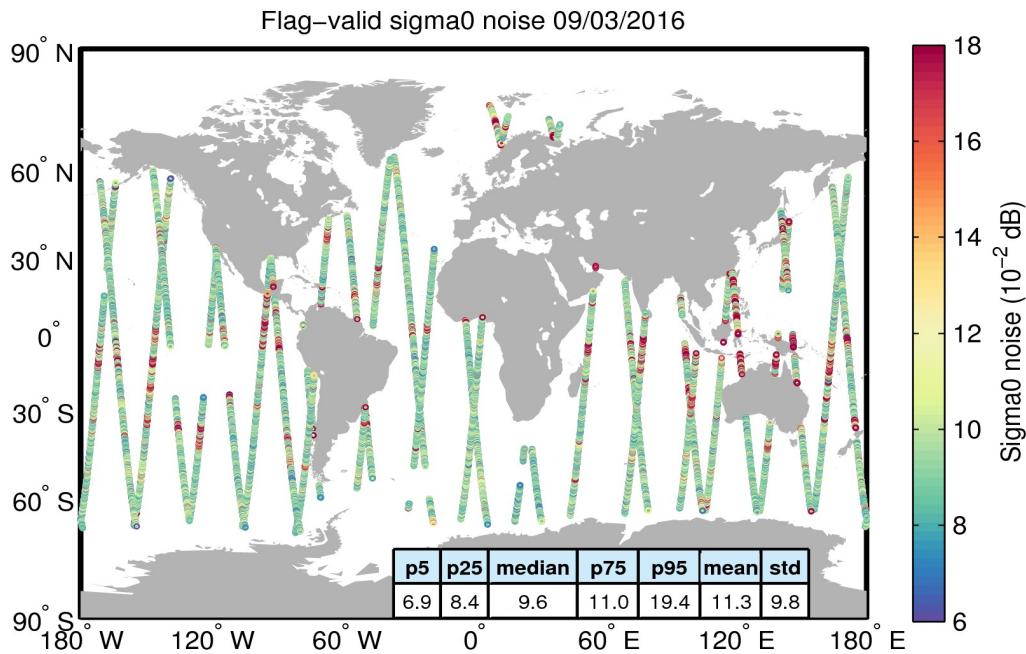 Flag−valid sigma0 noise 09/03/2016
90° N
60° N
30° N
0°
30° S
60° S
90° S
180° W
120° W
60° W
0°
60° E
120° E
180° E
p5 p25 median p75 p95 mean std
6.9 8.4 9.6 11.0 19.4 11.3 9.8
18
16
14
12
10
8
6
Sigma0 noise (10⁻² dB)